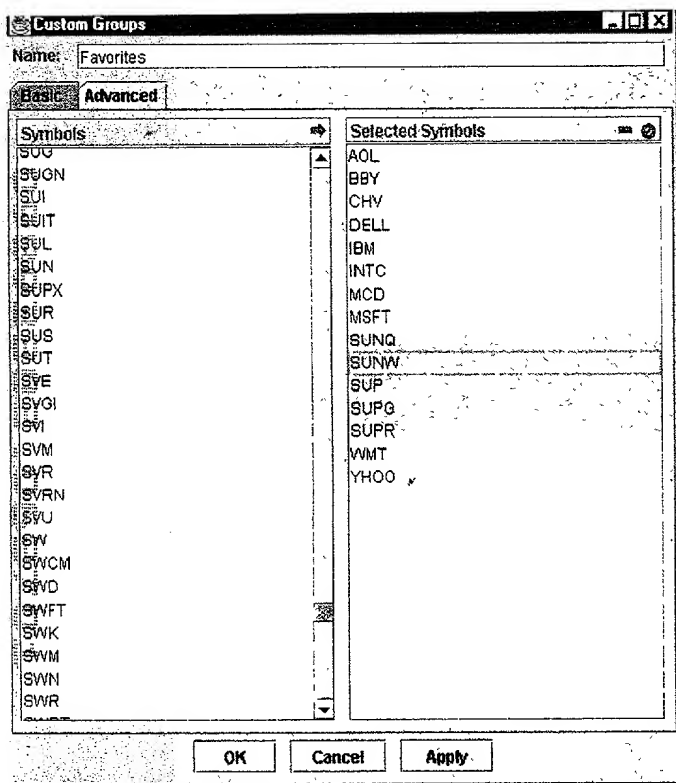 Custom Groups
Name: Favorites
Basic Advanced
Symbols
SUG
SUGN
SUI
SUIT
SUL
SUN
SUPX
SUR
SUS
SUT
SVE
SVGI
SVI
SVM
SVR
SVRN
SVU
SW
SWCM
SWD
SWFT
SWK
SWM
SWN
SWR
Selected Symbols
AOL
BBY
CHV
DELL
IBM
INTC
MCD
MSFT
SUNQ
SUNW
SUP
SUPG
SUPR
WMT
YHOO
OK Cancel Apply